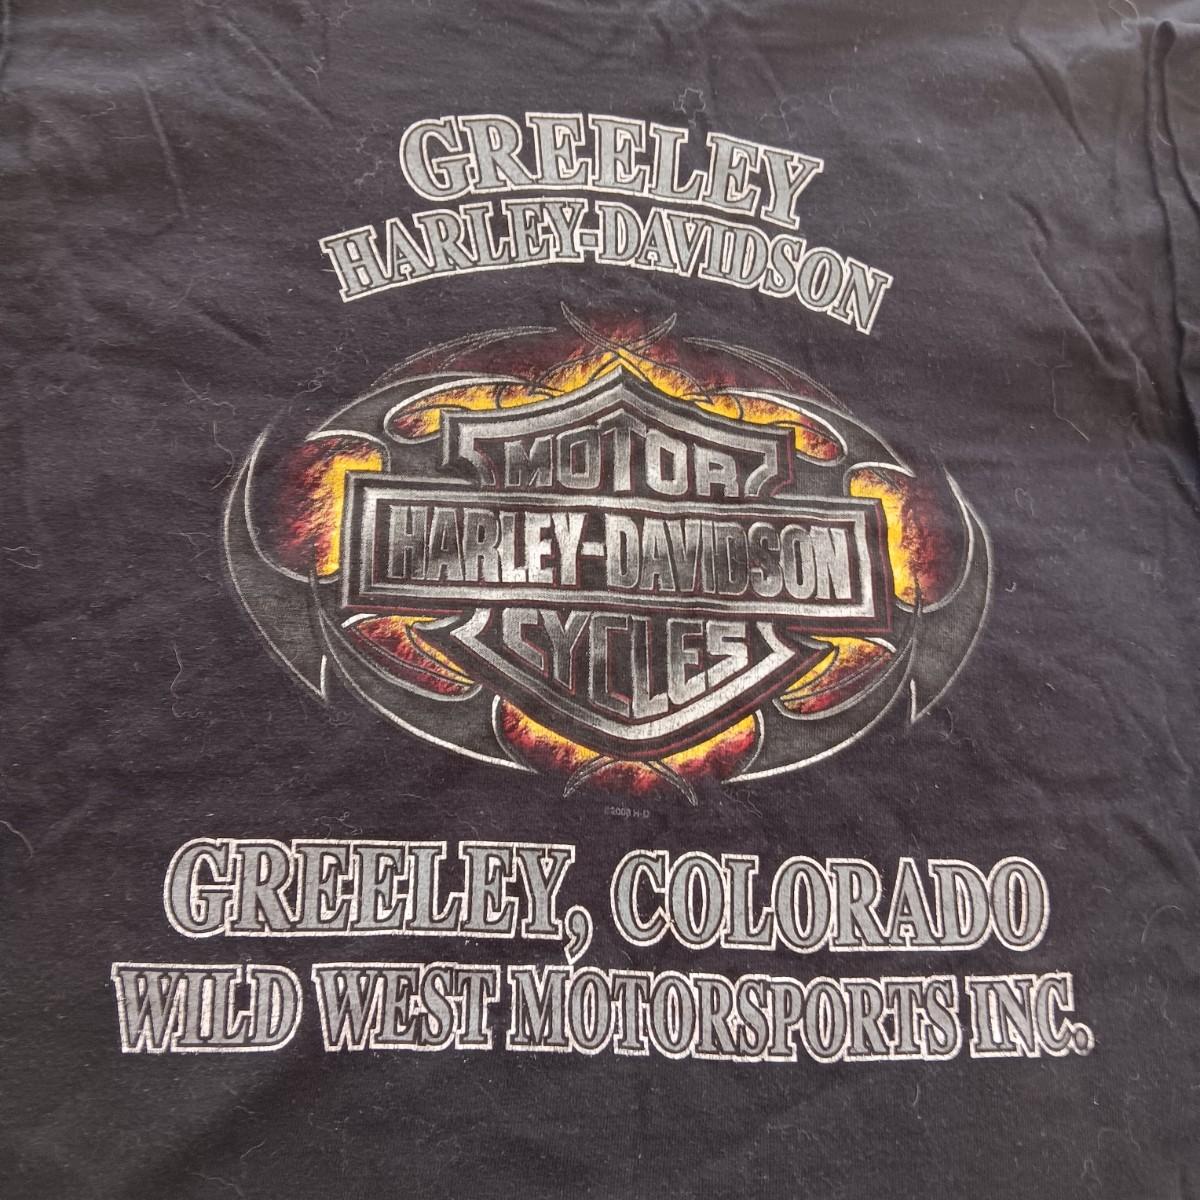 GREELEY
HARLEY-DAVIDSON
MOTOR
HARLEY-DAVIDSON
CYCLES
GREELEY, COLORADO
WILD WEST MOTORSPORTS INC.